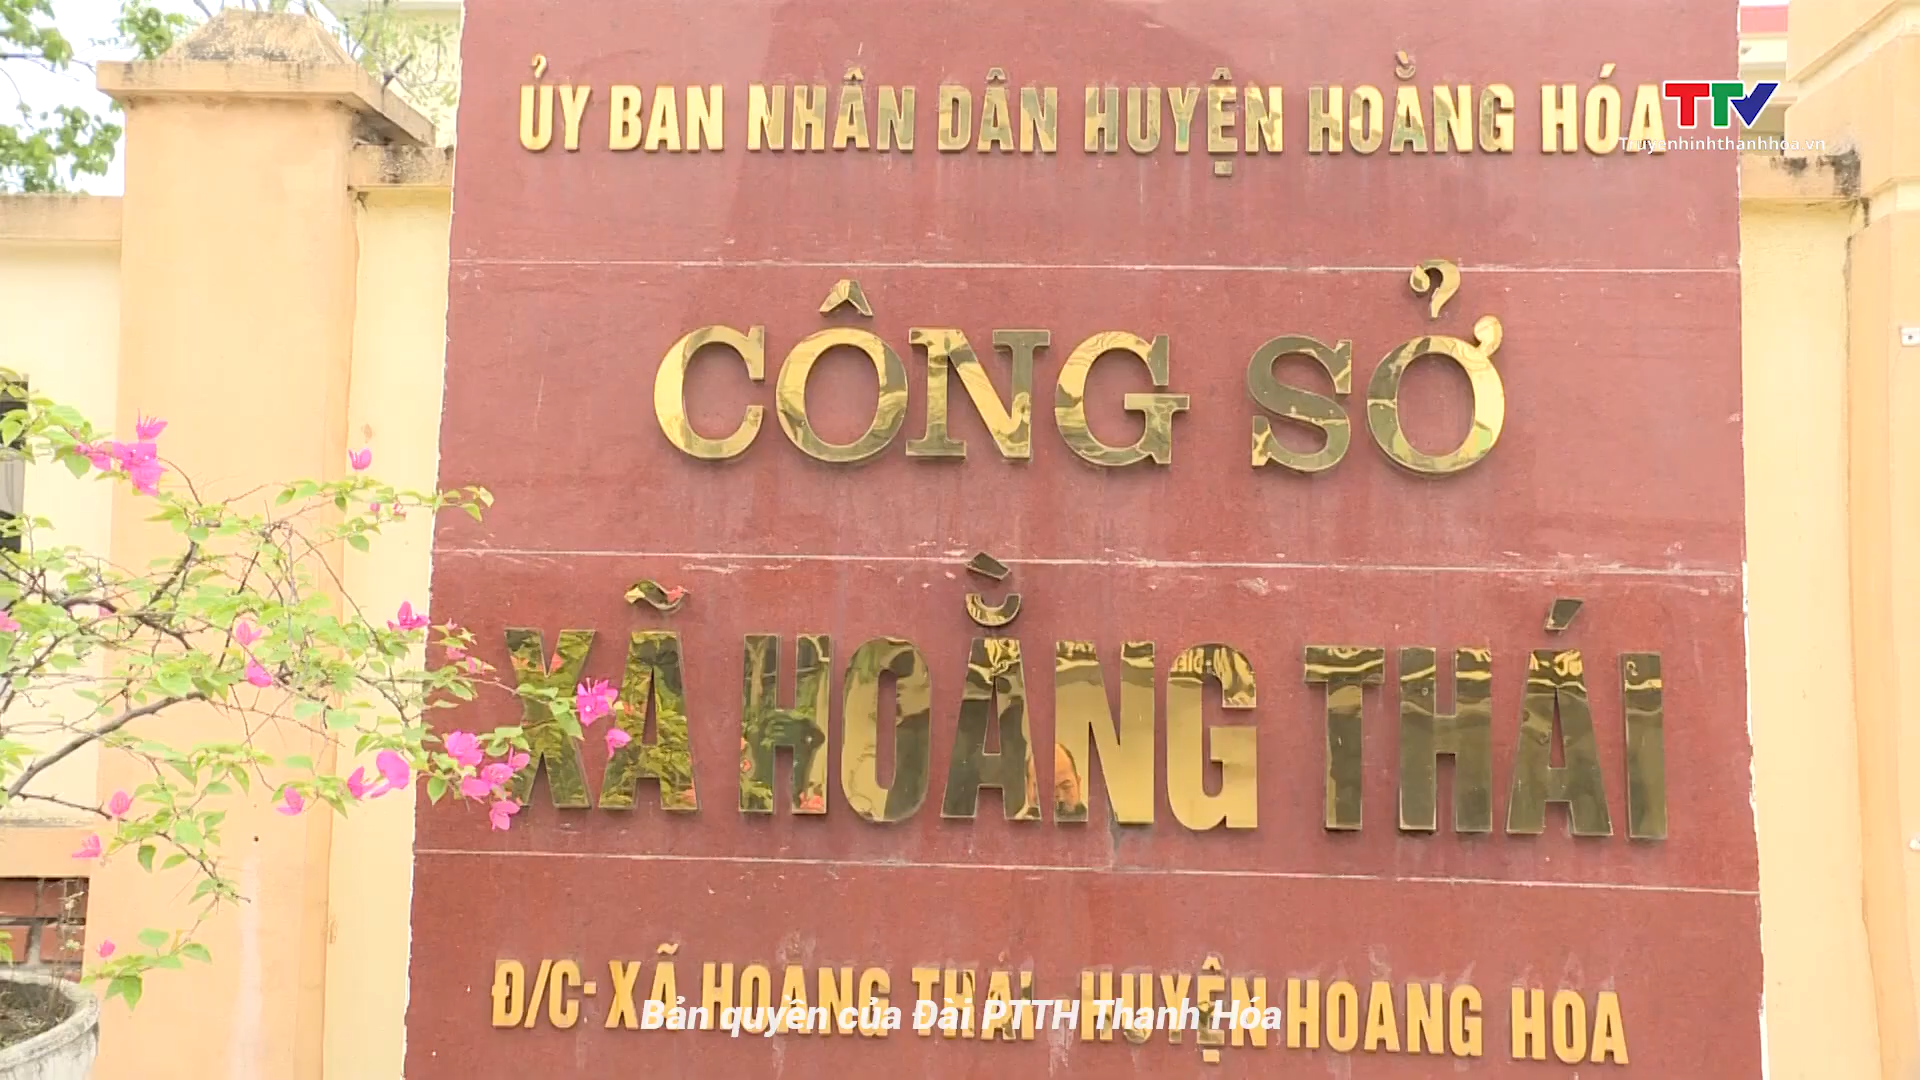 ỦY BAN NHÂN DÂN HUYỆN HOẰNG HÓA
TTV
Truyenhinhthanhhoa.vn
CÔNG SỞ
XÃ HOẰNG THÁI
Đ/C: XÃ HOANG THÁI - HUYỆN HOANG HOA
Bản quyền của Đài PTTH Thanh Hóa